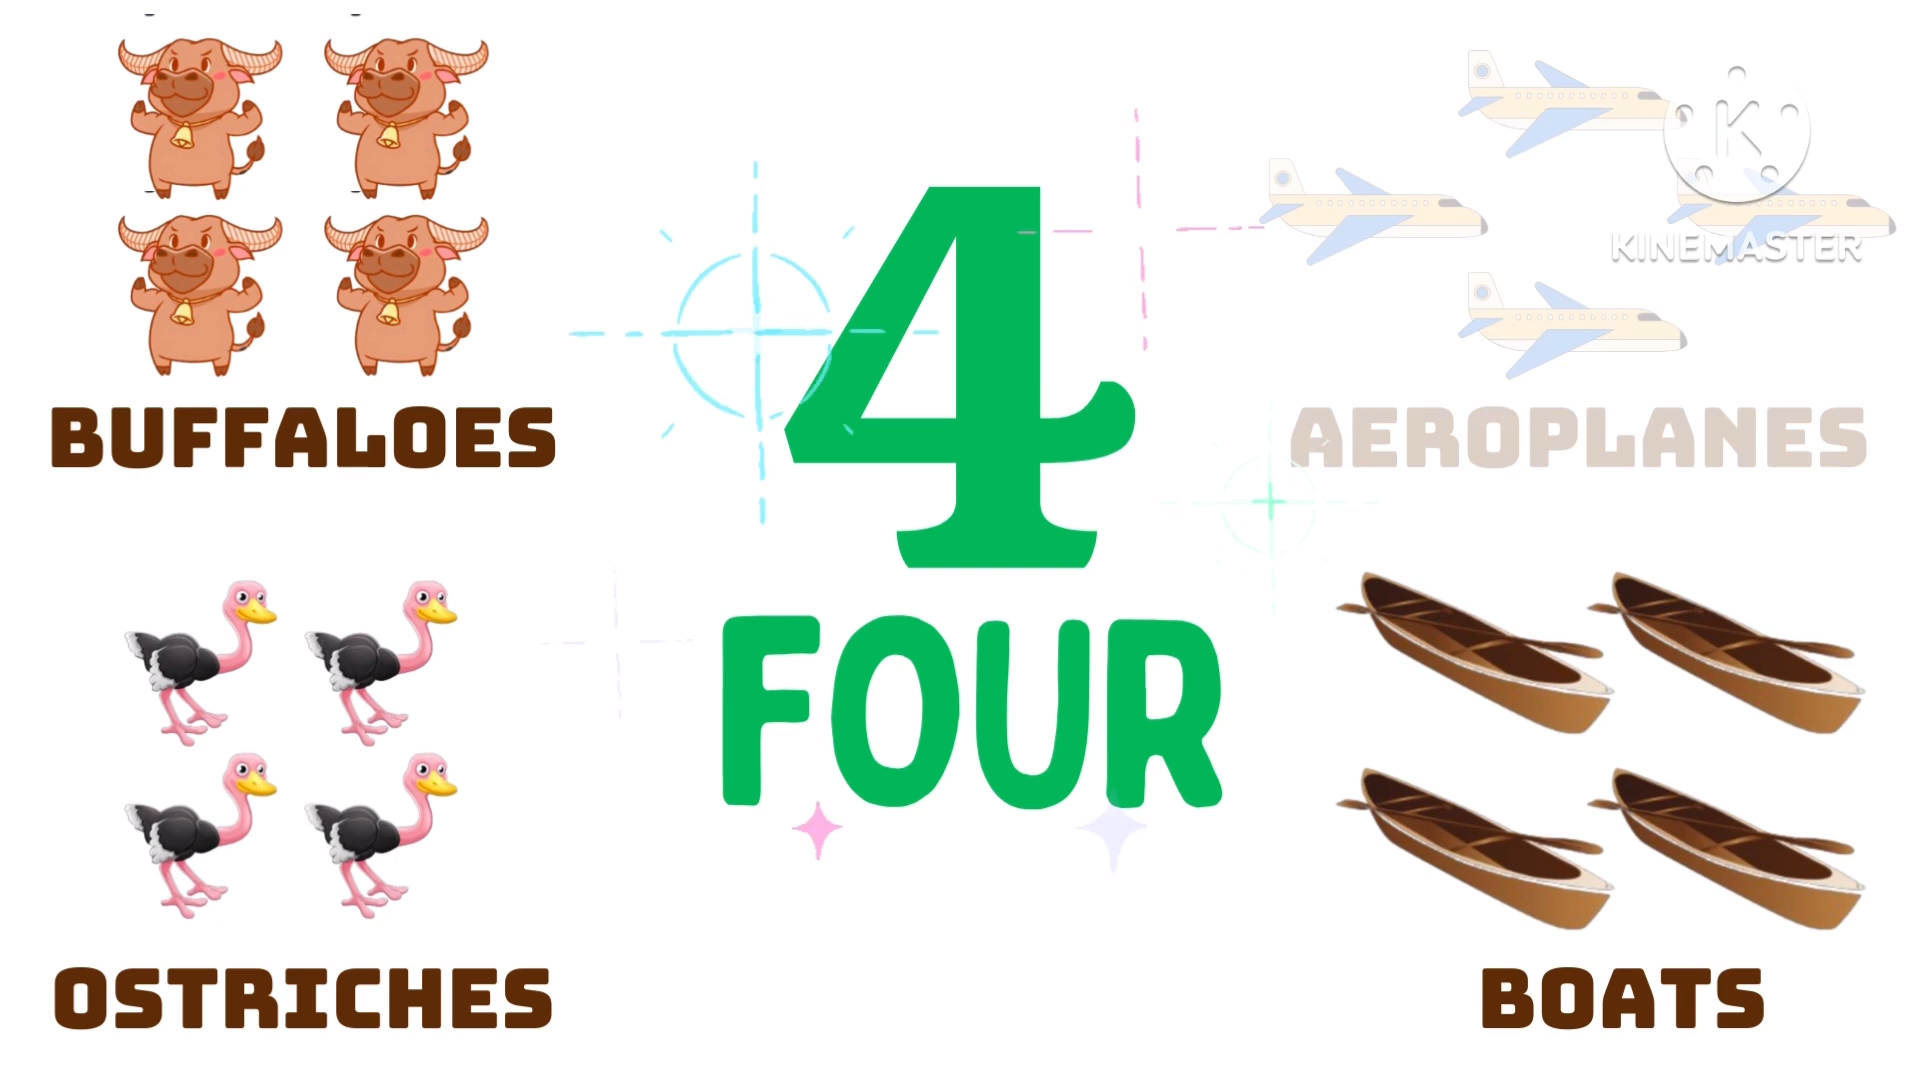 K
KINEMASTER
BUFFALOES
4
AEROPLANES
FOUR
OSTRICHES
BOATS